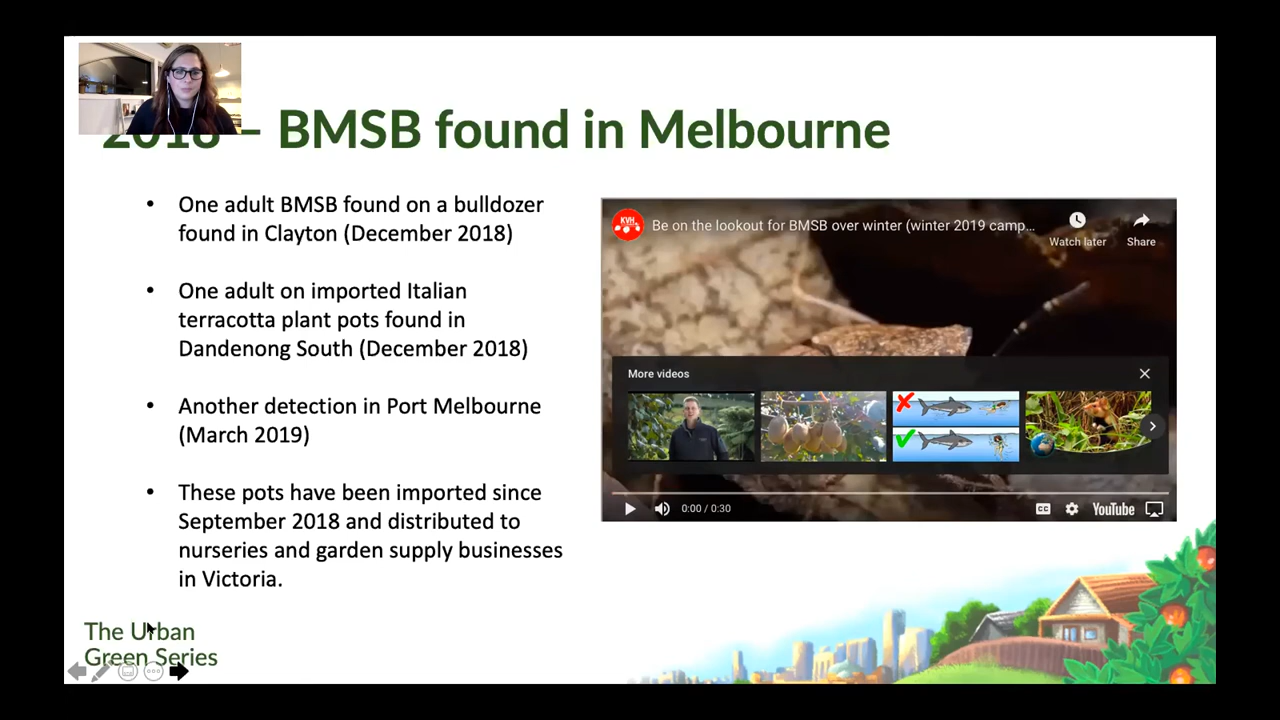 2018 – BMSB found in Melbourne
• One adult BMSB found on a bulldozer
found in Clayton (December 2018)
• One adult on imported Italian
terracotta plant pots found in
Dandenong South (December 2018)
• Another detection in Port Melbourne
(March 2019)
• These pots have been imported since
September 2018 and distributed to
nurseries and garden supply businesses
in Victoria.
KVH
Be on the lookout for BMSB over winter (winter 2019 camp...
Watch later
Share
More videos
0:00 / 0:30
CC
YouTube
The Urban
Green Series